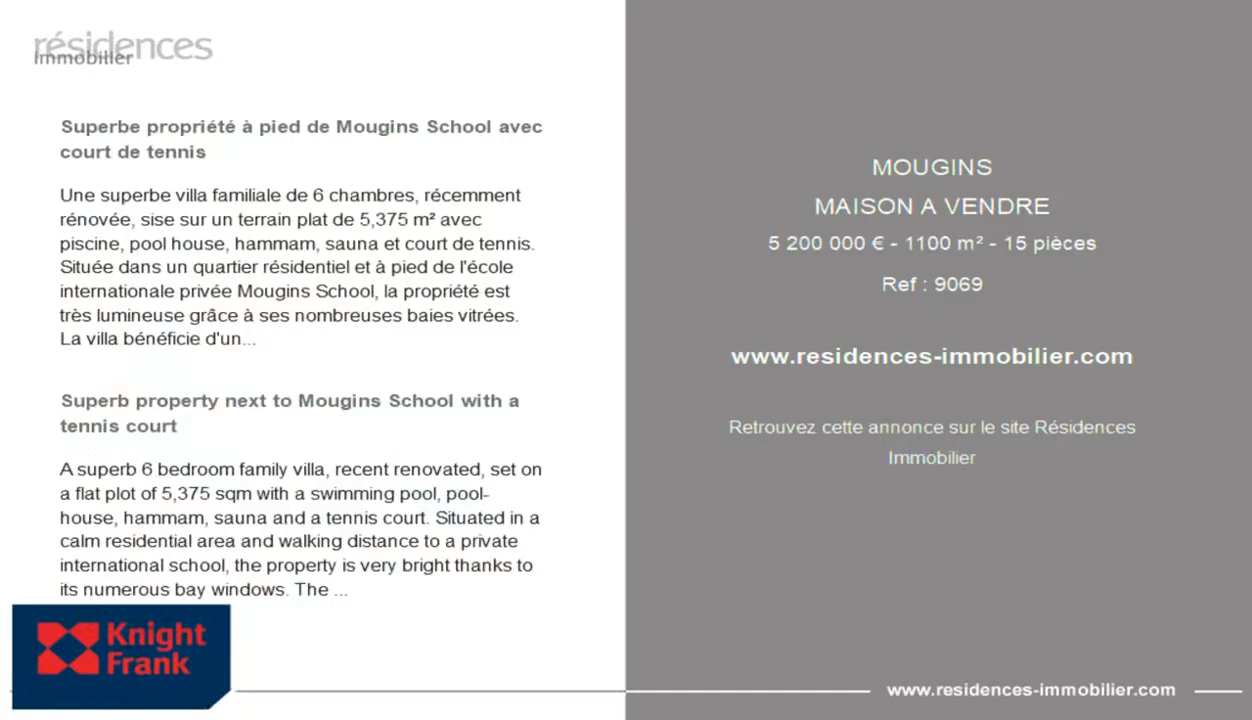 résidences
Immobilier
Superbe propriété à pied de Mougins School avec
court de tennis
Une superbe villa familiale de 6 chambres, récemment
rénovée, sise sur un terrain plat de 5,375 m² avec
piscine, pool house, hammam, sauna et court de tennis.
Située dans un quartier résidentiel et à pied de l'école
internationale privée Mougins School, la propriété est
très lumineuse grâce à ses nombreuses baies vitrées.
La villa bénéficie d'un...
Superb property next to Mougins School with a
tennis court
A superb 6 bedroom family villa, recent renovated, set on
a flat plot of 5,375 sqm with a swimming pool, pool-
house, hammam, sauna and a tennis court. Situated in a
calm residential area and walking distance to a private
international school, the property is very bright thanks to
its numerous bay windows. The ...
Knight
Frank
MOUGINS
MAISON A VENDRE
5 200 000 € - 1100 m² - 15 pièces
Ref : 9069
www.residences-immobilier.com
Retrouvez cette annonce sur le site Résidences
Immobilier
www.residences-immobilier.com